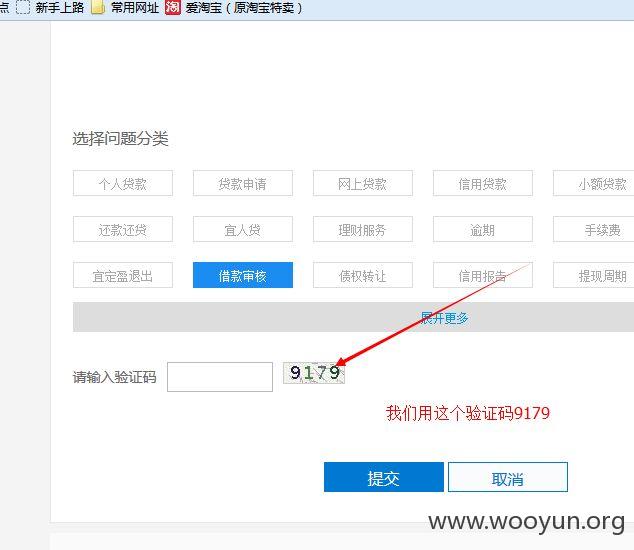 点 新手上路 常用网址 淘 爱淘宝（原淘宝特卖）
选择问题分类
个人贷款 贷款申请 网上贷款 信用贷款 小额贷款
还款还贷 宜人贷 理财服务 逾期 手续费
宜定盈退出 借款审核 债权转让 信用报告 提现周期
展开更多
请输入验证码 9179
我们用这个验证码9179
提交 取消
www.wooyun.org